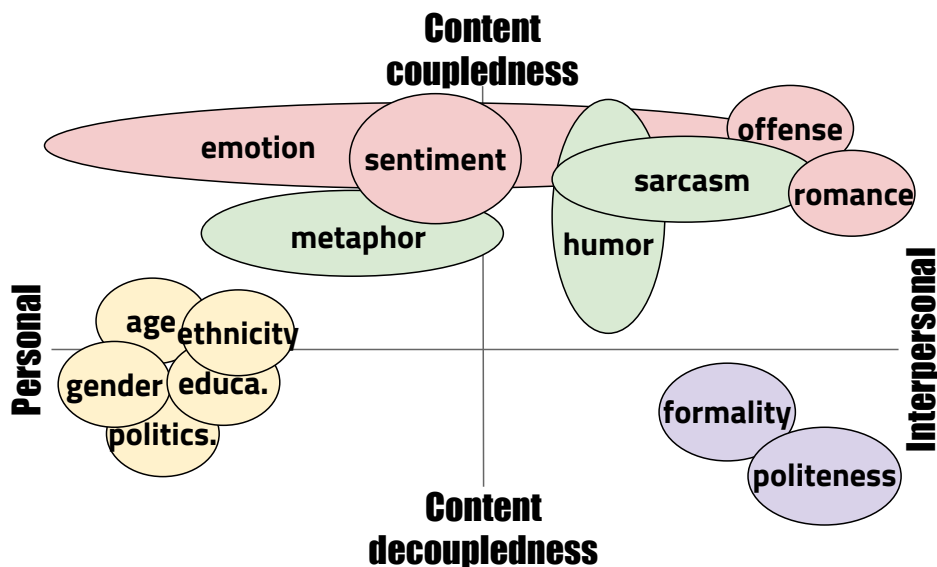 Content
coupledness
emotion
sentiment
offense
sarcasm
romance
metaphor
humor
Personal
Interpersonal
age
ethnicity
gender
educa.
politics.
formality
politeness
Content
decoupledness